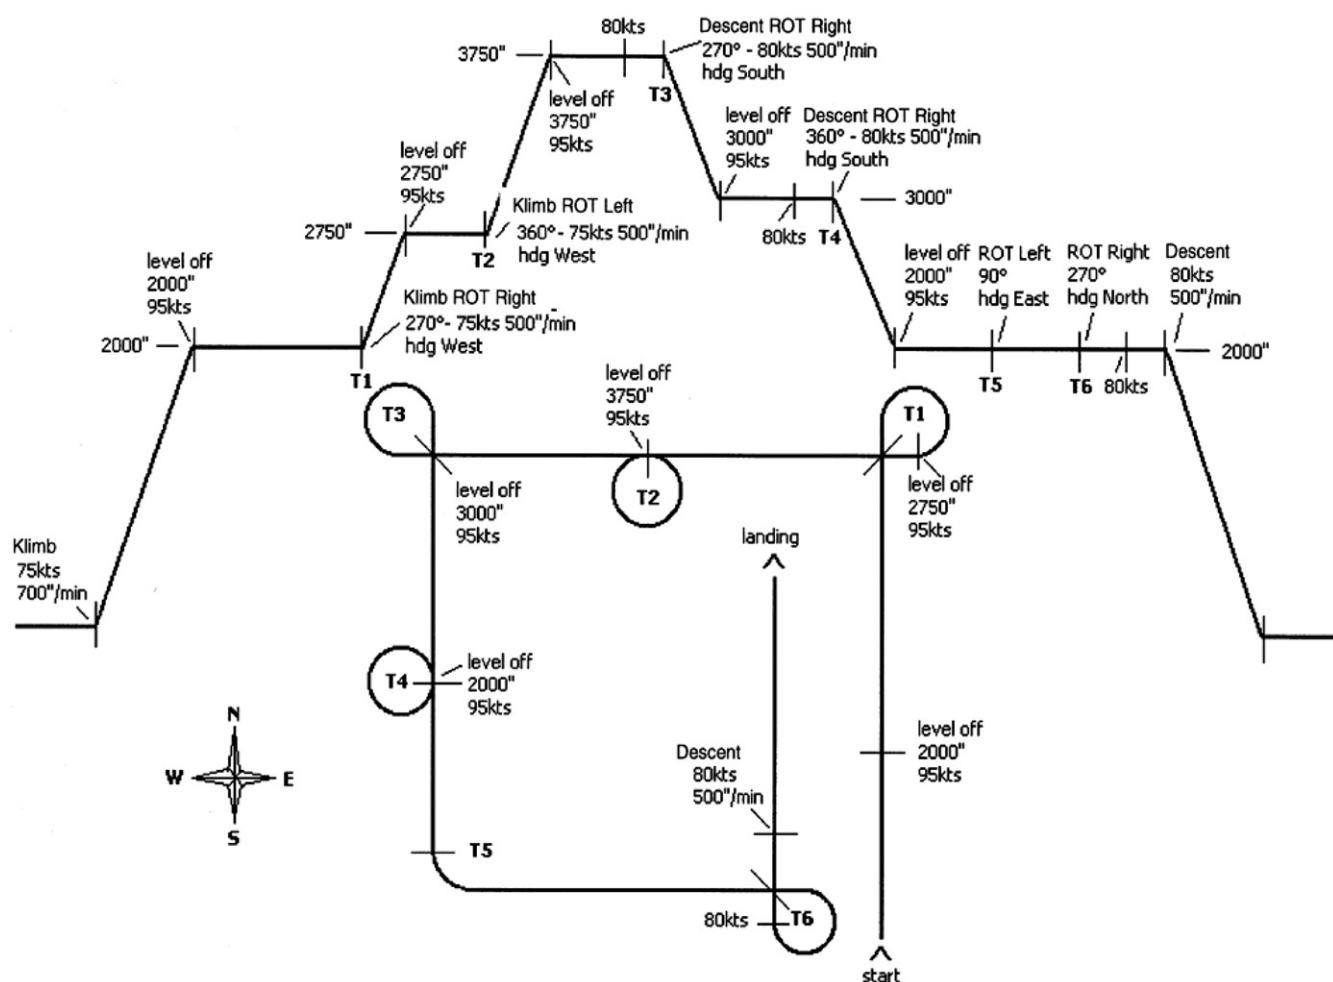 80kts
Descent ROT Right
270° - 80kts 500"/min
hdg South
3750"
T3
level off
3750"
95kts
level off
3000"
95kts
Descent ROT Right
360° - 80kts 500"/min
hdg South
level off
2750"
95kts
Klimb ROT Left
360°- 75kts 500"/min
hdg West
3000"
80kts
T4
2750"
T2
level off
2000"
95kts
level off
2000"
95kts
ROT Left
90°
hdg East
ROT Right
270°
hdg North
Descent
80kts
500"/min
Klimb ROT Right
270°- 75kts 500"/min
hdg West
2000"
T1
2000"
T5
T6
80kts
level off
3750"
95kts
T3
T1
T2
level off
3000"
95kts
level off
2750"
95kts
landing
Klimb
75kts
700"/min
T4
level off
2000"
95kts
N
W
E
S
Descent
80kts
500"/min
level off
2000"
95kts
T5
80kts
T6
start